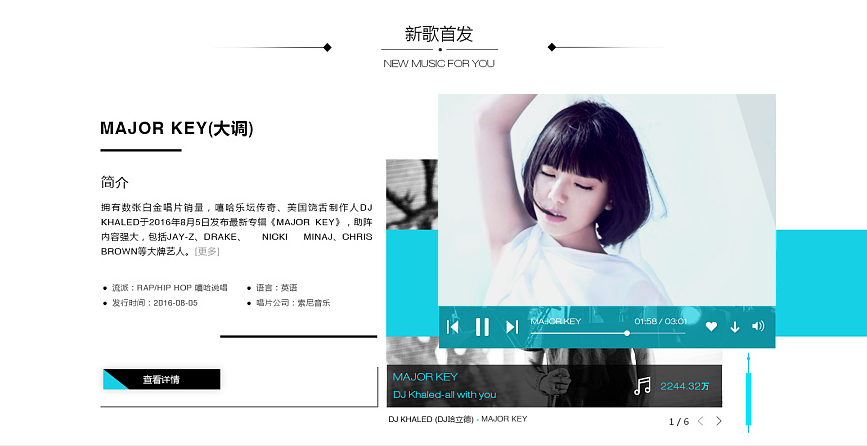 新歌首发
NEW MUSIC FOR YOU
MAJOR KEY(大调)
简介
拥有数张白金唱片销量，嘻哈乐坛传奇、美国饶舌制作人DJ
KHALED于2016年8月5日发布最新专辑《MAJOR KEY》，助阵
内容强大，包括JAY-Z、DRAKE、 NICKI MINAJ、CHRIS
BROWN等大牌艺人。[更多]
流派：RAP/HIP HOP 嘻哈说唱
语言：英语
发行时间：2016-08-05
唱片公司：索尼音乐
查看详情
MAJOR KEY
01:58 / 03:01
MAJOR KEY
DJ Khaled-all with you
2244.32万
DJ KHALED (DJ哈立德) - MAJOR KEY
1 / 6